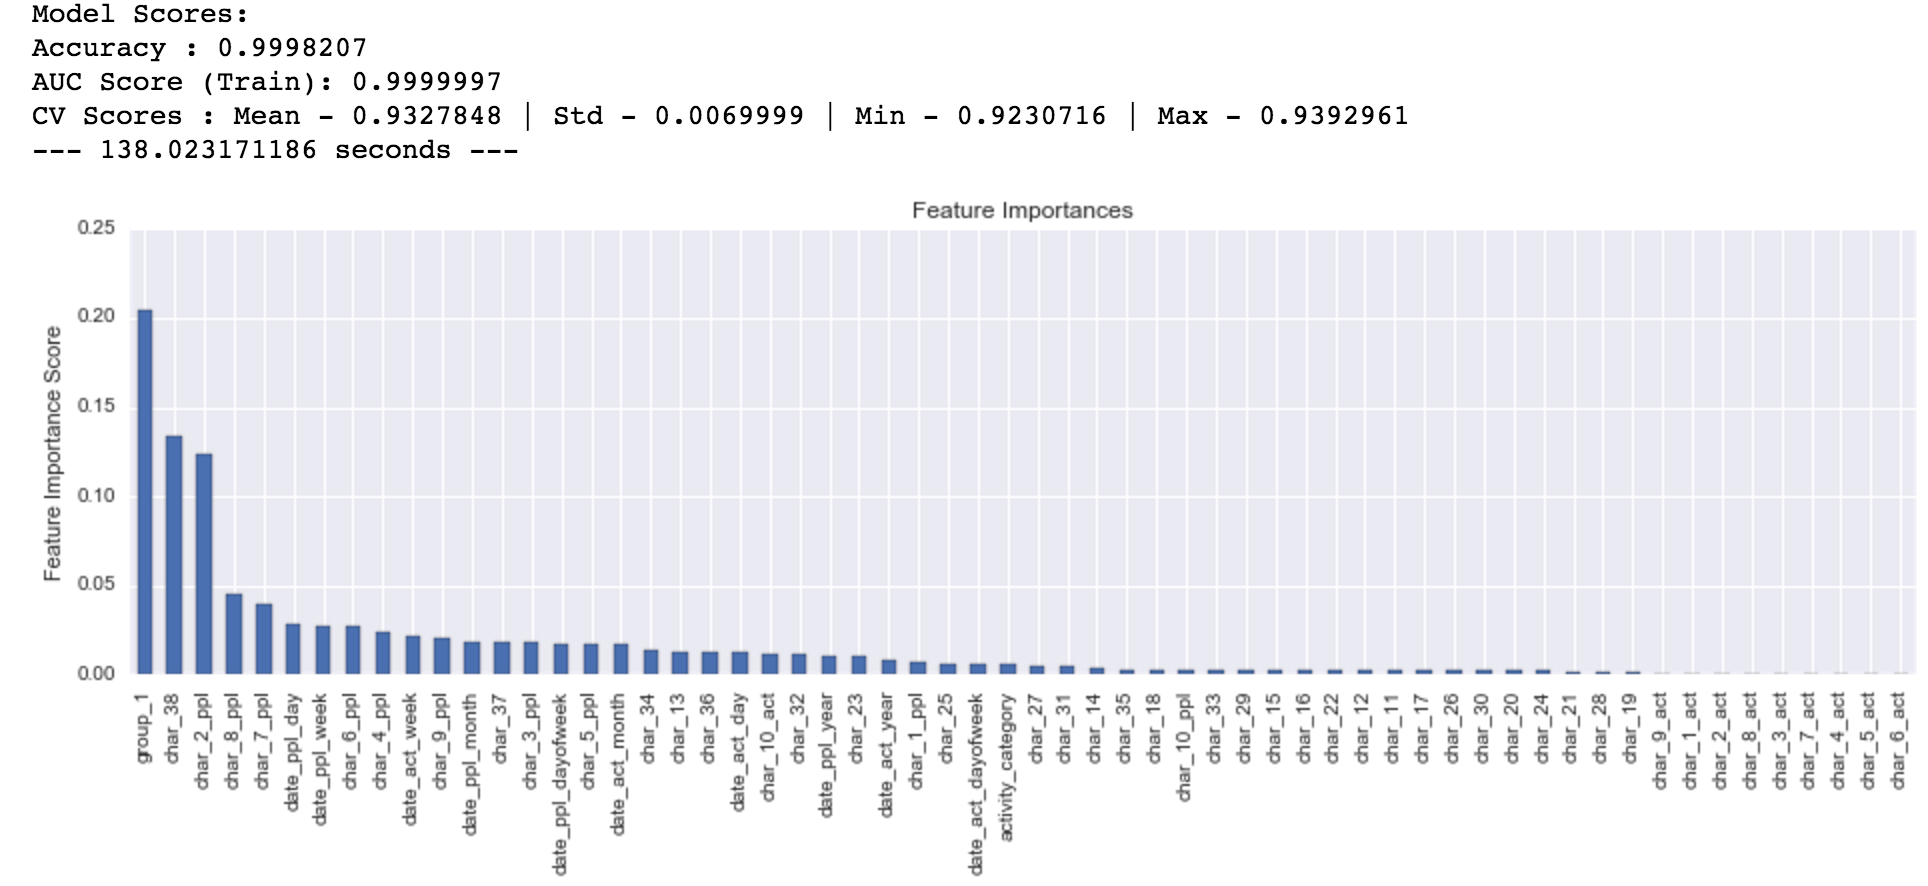 Model Scores:
Accuracy : 0.9998207
AUC Score (Train): 0.9999997
CV Scores : Mean - 0.9327848 | Std - 0.0069999 | Min - 0.9230716 | Max - 0.9392961
--- 138.023171186 seconds ---
Feature Importances
Feature Importance Score
0.25
0.20
0.15
0.10
0.05
0.00
group_1
char_38
char_2_ppl
char_8_ppl
char_7_ppl
date_ppl_day
date_ppl_week
char_6_ppl
char_4_ppl
date_act_week
char_9_ppl
date_ppl_month
char_37
char_3_ppl
date_ppl_dayofweek
char_5_ppl
date_act_month
char_34
char_13
char_36
date_act_day
char_10_act
char_32
date_ppl_year
char_23
date_act_year
char_1_ppl
char_25
date_act_dayofweek
activity_category
char_27
char_31
char_14
char_35
char_18
char_10_ppl
char_33
char_29
char_15
char_16
char_22
char_12
char_11
char_17
char_26
char_30
char_20
char_24
char_21
char_28
char_19
char_9_act
char_1_act
char_2_act
char_8_act
char_3_act
char_7_act
char_4_act
char_5_act
char_6_act